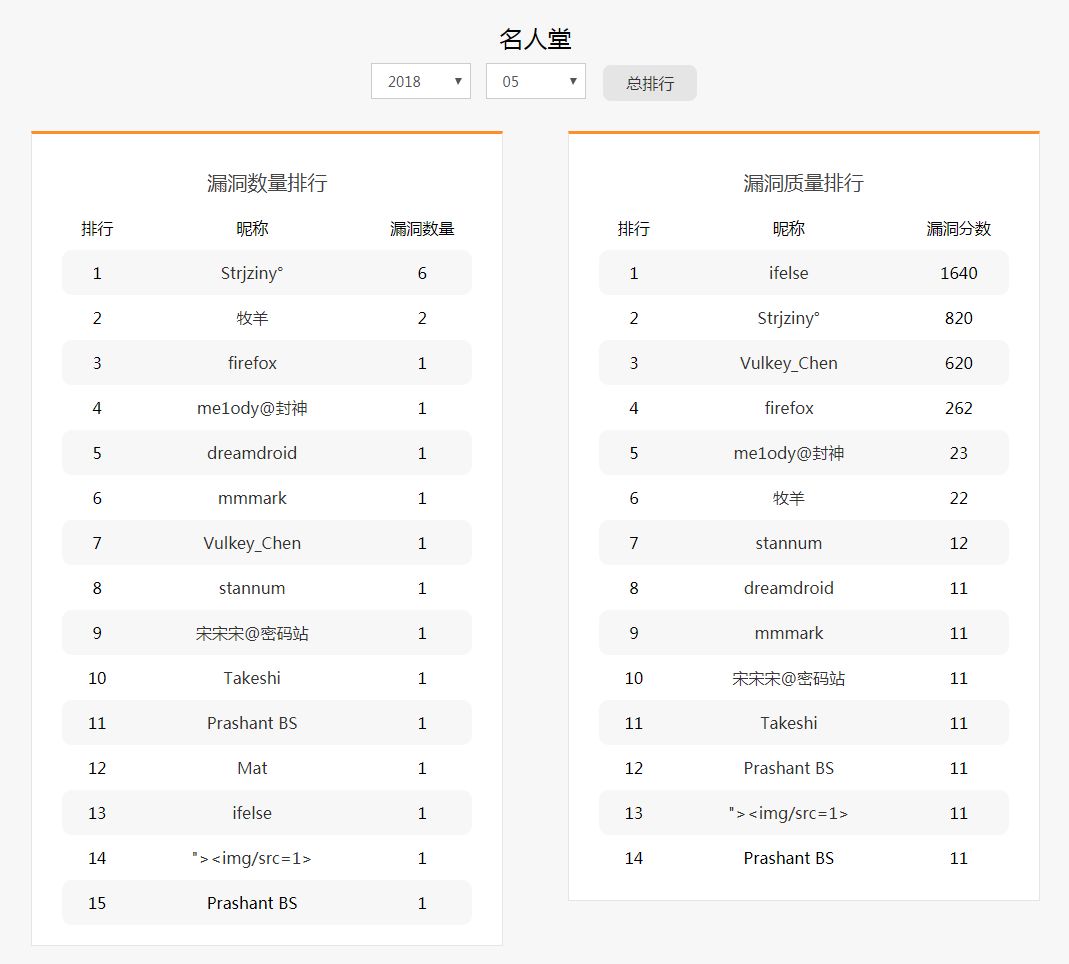 名人堂
2018 05 总排行
漏洞数量排行
排行 昵称 漏洞数量
1 Strjziny° 6
2 牧羊 2
3 firefox 1
4 me1ody@封神 1
5 dreamdroid 1
6 mmmark 1
7 Vulkey_Chen 1
8 stannum 1
9 宋宋宋@密码站 1
10 Takeshi 1
11 Prashant BS 1
12 Mat 1
13 ifelse 1
14 "><img/src=1> 1
15 Prashant BS 1
漏洞质量排行
排行 昵称 漏洞分数
1 ifelse 1640
2 Strjziny° 820
3 Vulkey_Chen 620
4 firefox 262
5 me1ody@封神 23
6 牧羊 22
7 stannum 12
8 dreamdroid 11
9 mmmark 11
10 宋宋宋@密码站 11
11 Takeshi 11
12 Prashant BS 11
13 "><img/src=1> 11
14 Prashant BS 11